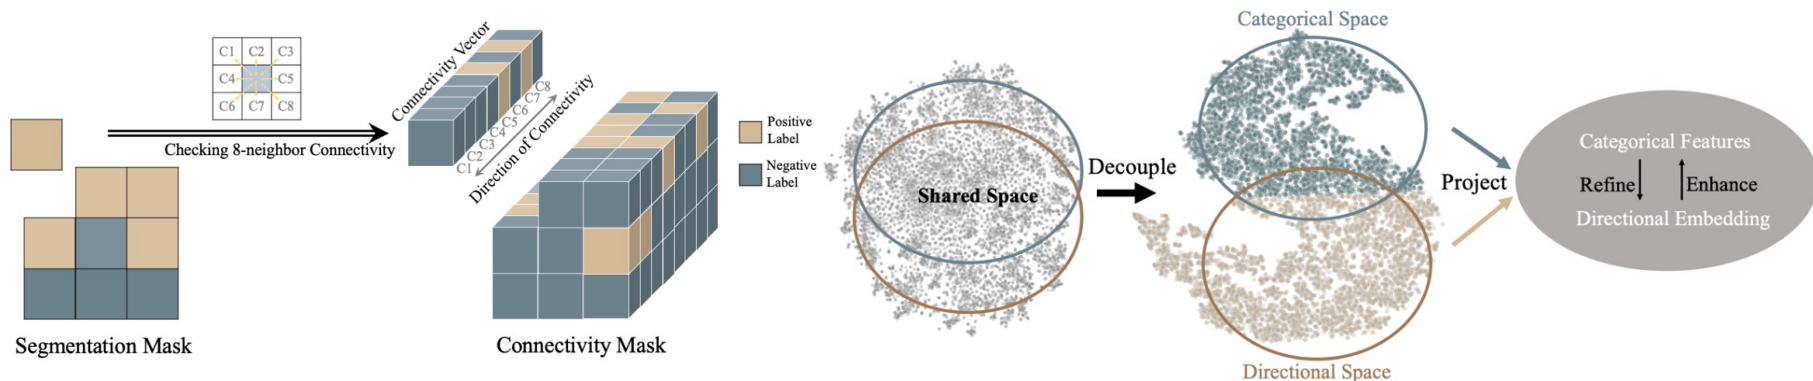 C1 C2 C3
C4 C5
C6 C7 C8
Checking 8-neighbor Connectivity
Segmentation Mask
Connectivity Vector
C1 C2 C3 C4 C5 C6 C7 C8
Direction of Connectivity
Connectivity Mask
Positive
Label
Negative
Label
Shared Space
Decouple
Categorical Space
Directional Space
Project
Categorical Features
Refine Enhance
Directional Embedding